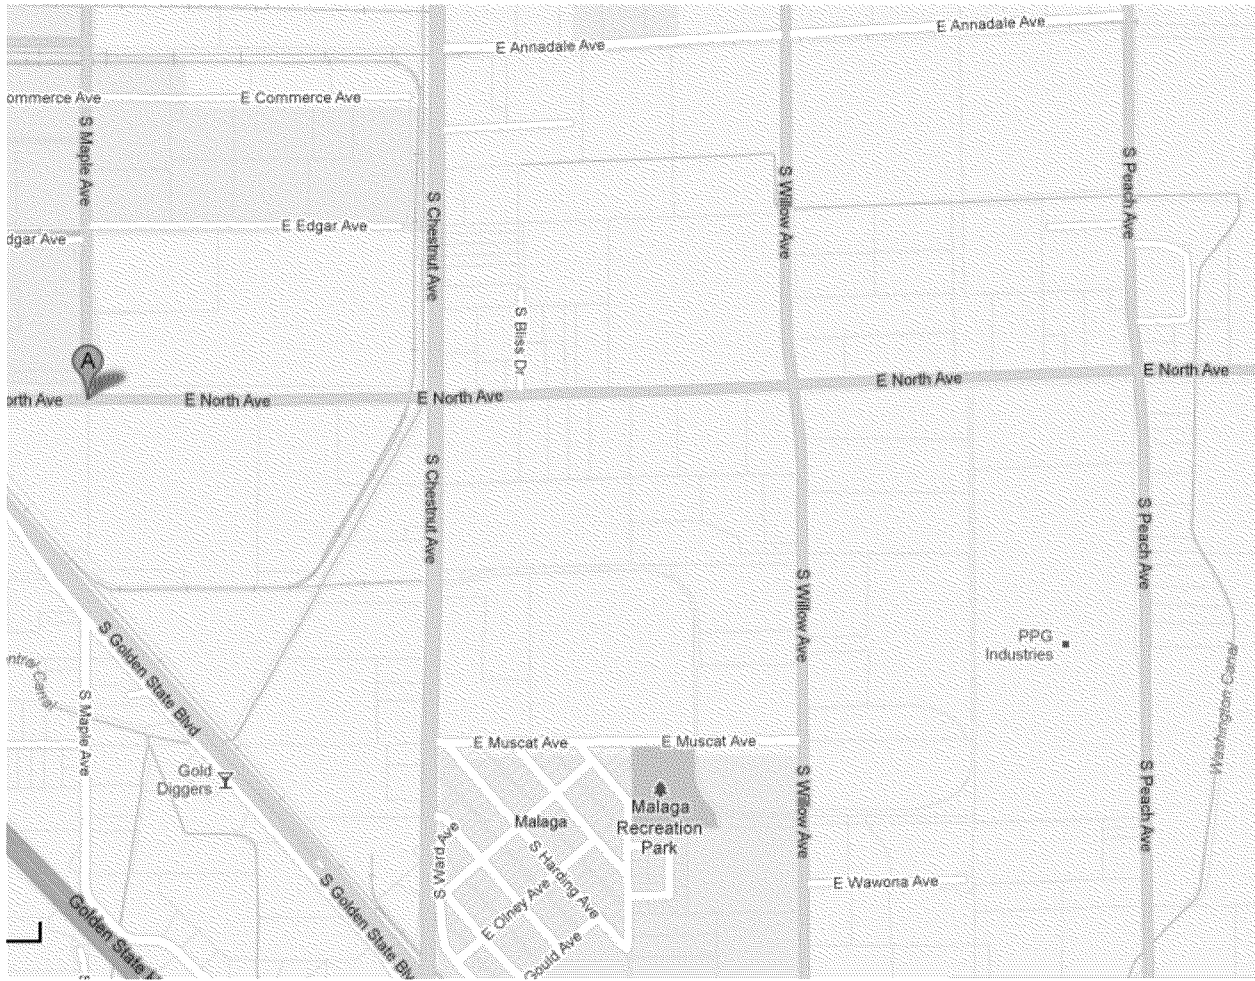 E Annadale Ave
E Annadale Ave
ommerce Ave
E Commerce Ave
S Maple Ave
S Chestnut Ave
S Willow Ave
S Peach Ave
E Edgar Ave
dgar Ave
S Bliss Dr
A
orth Ave
E North Ave
E North Ave
E North Ave
E North Ave
S Chestnut Ave
S Peach Ave
S Willow Ave
S Golden State Blvd
PPG
Industries
entral Canal
S Maple Ave
Washington Canal
E Muscat Ave
E Muscat Ave
Gold
Diggers
S Willow Ave
S Peach Ave
Malaga
Recreation
Park
Malaga
S Ward Ave
S Harding Ave
E Olney Ave
E Wawona Ave
S Golden State Blv
Golden State
Gould Ave
S